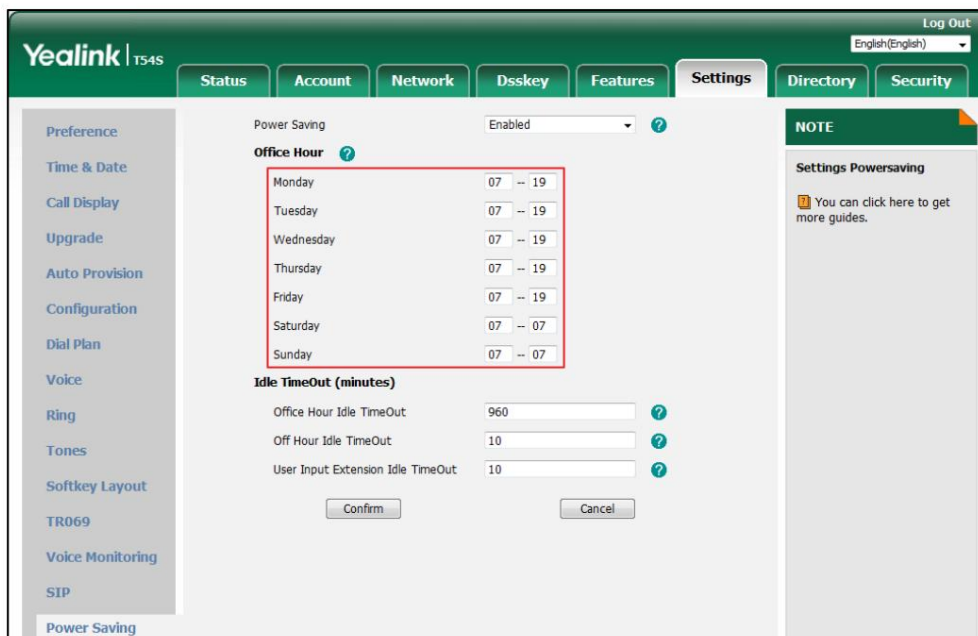 Log Out
Yealink | T54S
English(English)
Status Account Network Dsskey Features Settings Directory Security
Preference
Time & Date
Call Display
Upgrade
Auto Provision
Configuration
Dial Plan
Voice
Ring
Tones
Softkey Layout
TR069
Voice Monitoring
SIP
Power Saving
Power Saving Enabled ?
Office Hour ?
Monday 07 -- 19
Tuesday 07 -- 19
Wednesday 07 -- 19
Thursday 07 -- 19
Friday 07 -- 19
Saturday 07 -- 07
Sunday 07 -- 07
Idle TimeOut (minutes)
Office Hour Idle TimeOut 960 ?
Off Hour Idle TimeOut 10 ?
User Input Extension Idle TimeOut 10 ?
Confirm Cancel
NOTE
Settings Powersaving
? You can click here to get
more guides.